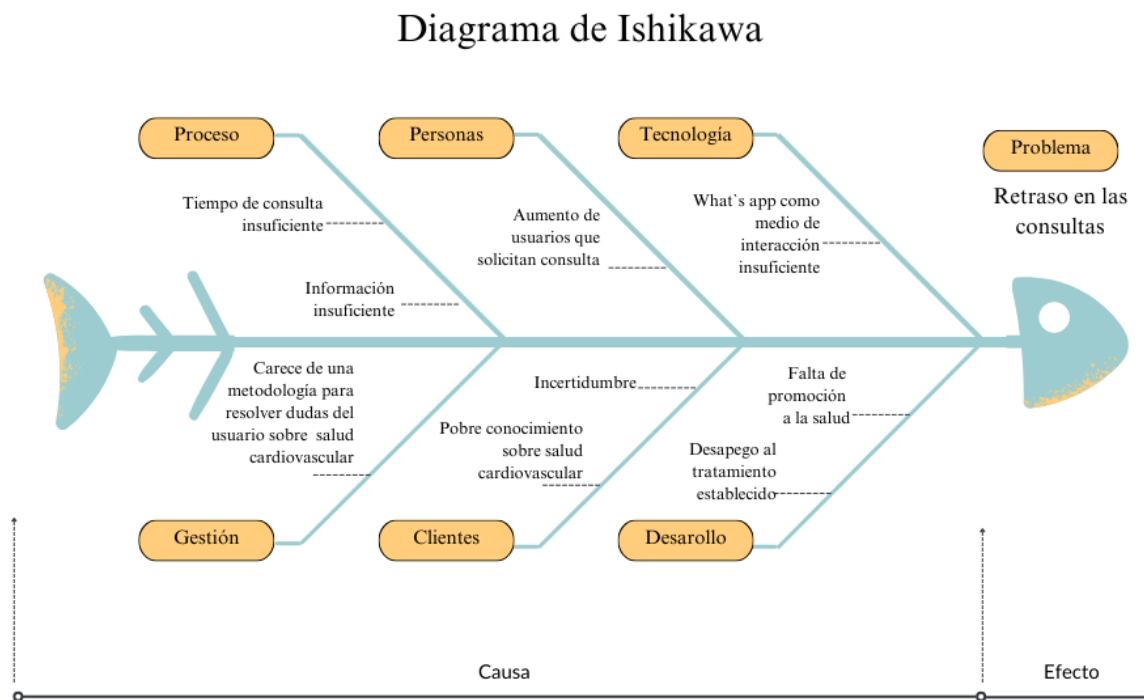 Diagrama de Ishikawa
Proceso
Personas
Tecnología
Problema
Retraso en las
consultas
Tiempo de consulta
insuficiente
Información
insuficiente
Aumento de
usuarios que
solicitan consulta
What`s app como
medio de
interacción
insuficiente
Carece de una
metodología para
resolver dudas del
usuario sobre salud
cardiovascular
Incertidumbre
Pobre conocimiento
sobre salud
cardiovascular
Falta de
promoción
a la salud
Desapego al
tratamiento
establecido
Gestión
Clientes
Desarollo
Causa
Efecto